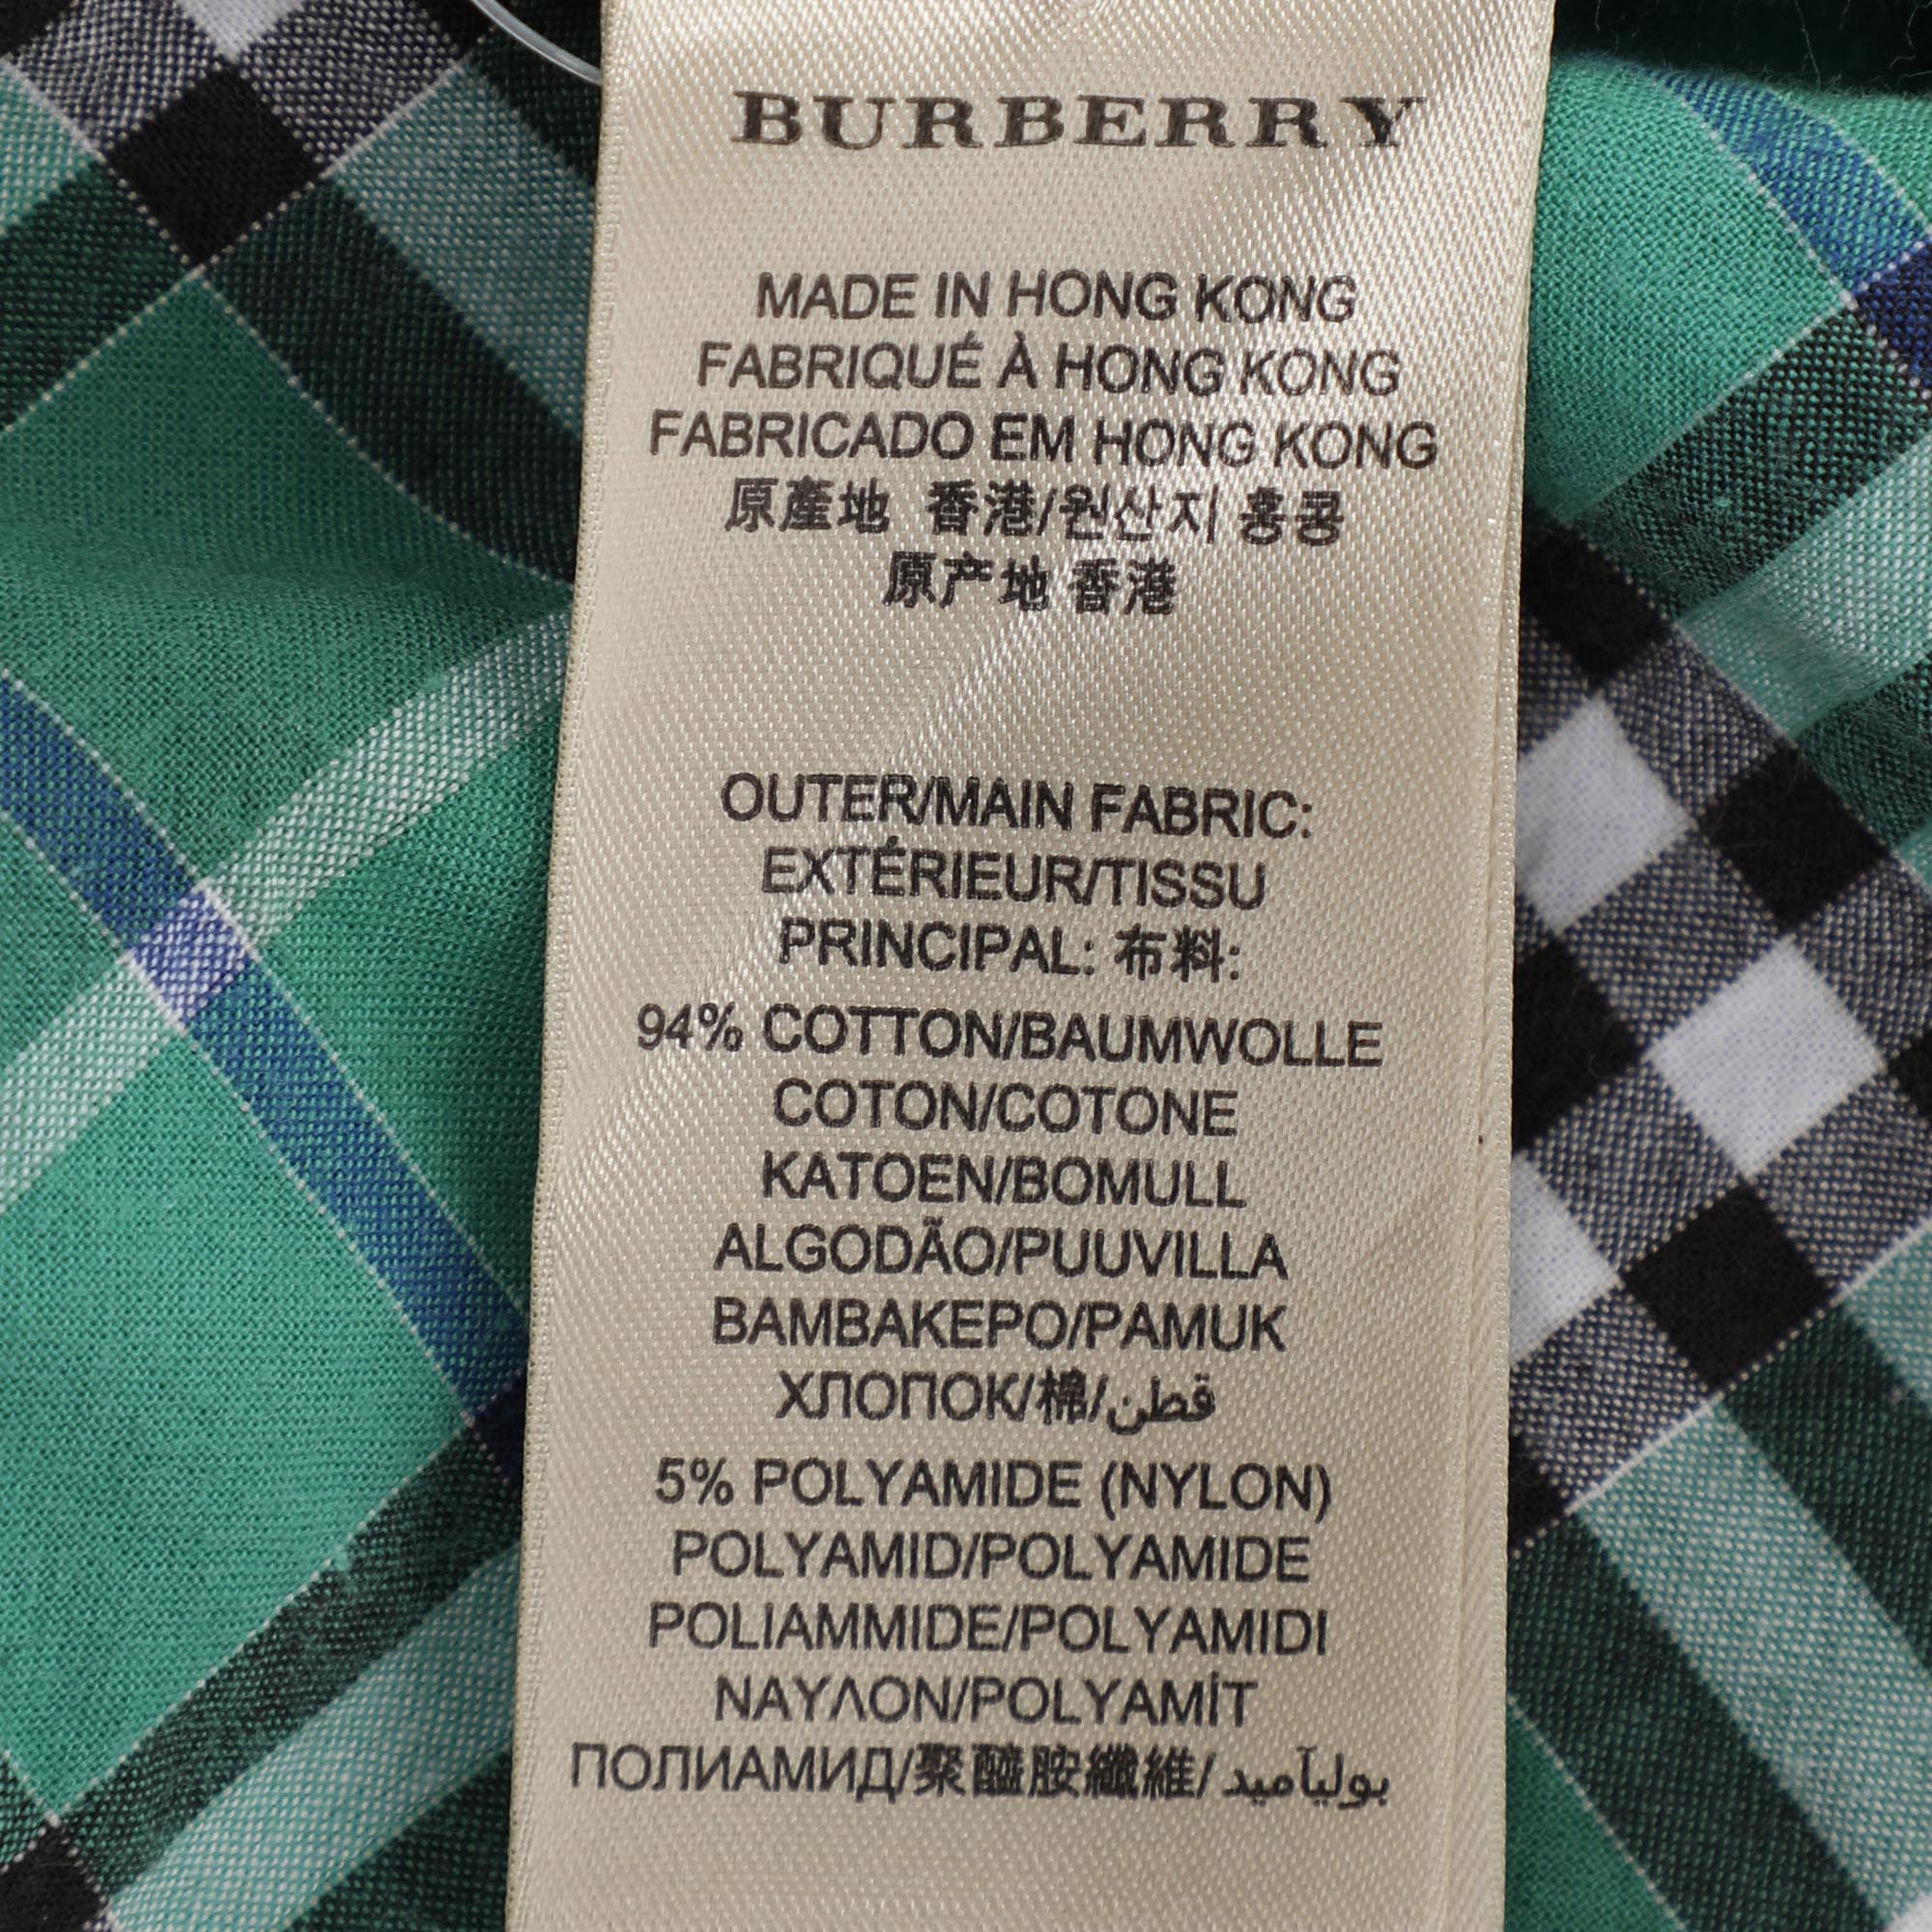 BURBERRY
MADE IN HONG KONG
FABRIQUÉ À HONG KONG
FABRICADO EM HONG KONG
原產地 香港/원산지 홍콩
原产地 香港
OUTER/MAIN FABRIC:
EXTÉRIEUR/TISSU
PRINCIPAL: 布料:
94% COTTON/BAUMWOLLE
COTON/COTONE
KATOEN/BOMULL
ALGODÃO/PUUVILLA
ΒΑΜΒΑΚΕΡΟ/PAMUK
ХЛОПОК/棉/قطن
5% POLYAMIDE (NYLON)
POLYAMID/POLYAMIDE
POLIAMMIDE/POLYAMIDI
ΝΑΥΛΟΝ/POLYAMİT
ПОЛИАМИД/聚醯胺纖維/بوليآميد